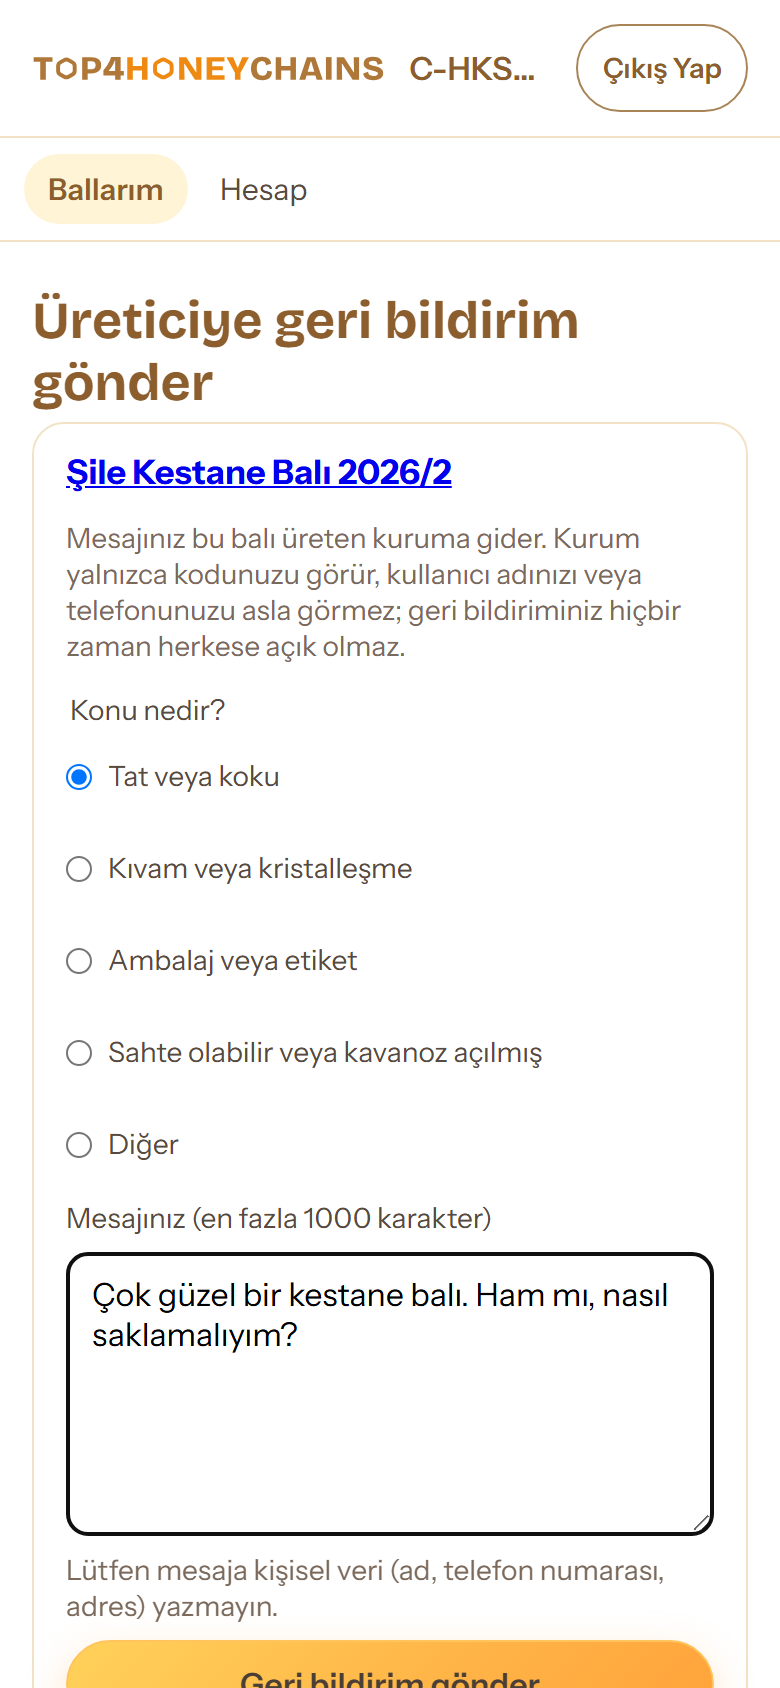 TOP4HONEYCHAINS C-HKS... Çıkış Yap
Ballarım Hesap
Üreticiye geri bildirim
gönder
Şile Kestane Balı 2026/2
Mesajınız bu balı üreten kuruma gider. Kurum
yalnızca kodunuzu görür, kullanıcı adınızı veya
telefonunuzu asla görmez; geri bildiriminiz hiçbir
zaman herkese açık olmaz.
Konu nedir?
Tat veya koku
Kıvam veya kristalleşme
Ambalaj veya etiket
Sahte olabilir veya kavanoz açılmış
Diğer
Mesajınız (en fazla 1000 karakter)
Çok güzel bir kestane balı. Ham mı, nasıl
saklamalıyım?
Lütfen mesaja kişisel veri (ad, telefon numarası,
adres) yazmayın.
Geri bildirim gönder